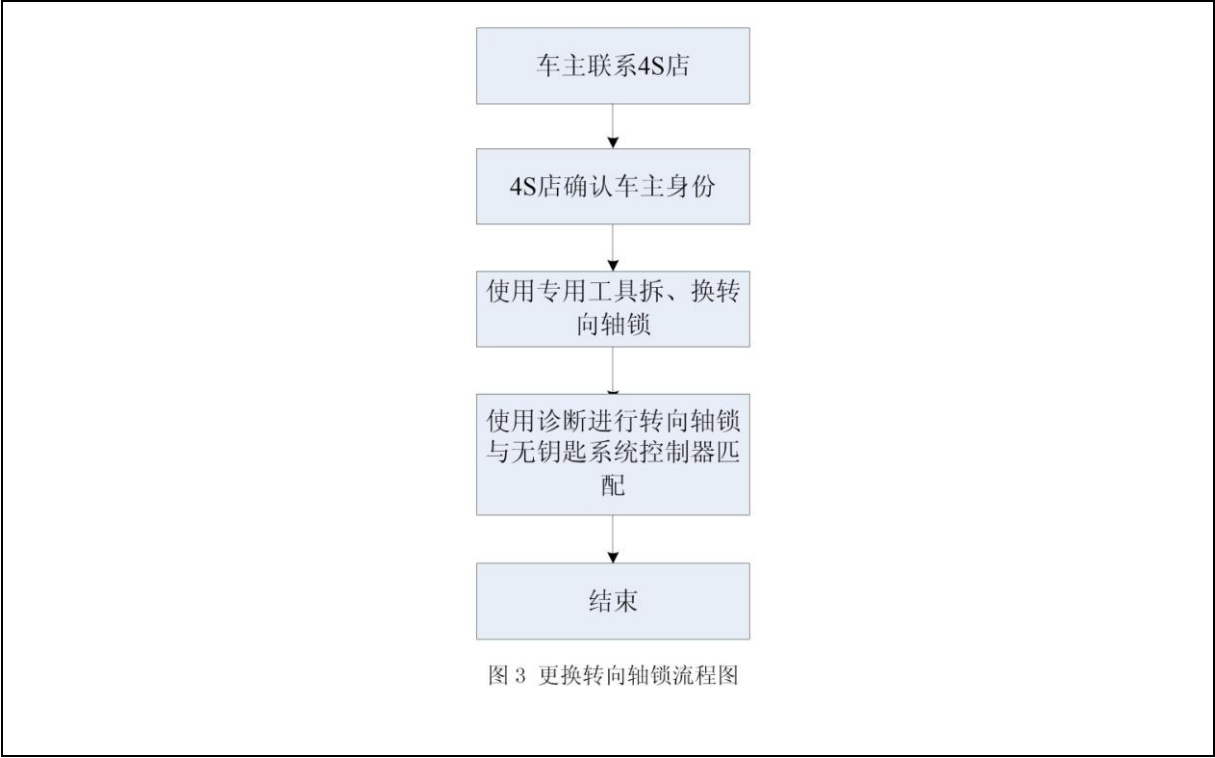 车主联系4S店
4S店确认车主身份
使用专用工具拆、换转
向轴锁
使用诊断进行转向轴锁
与无钥匙系统控制器匹
配
结束
图 3 更换转向轴锁流程图